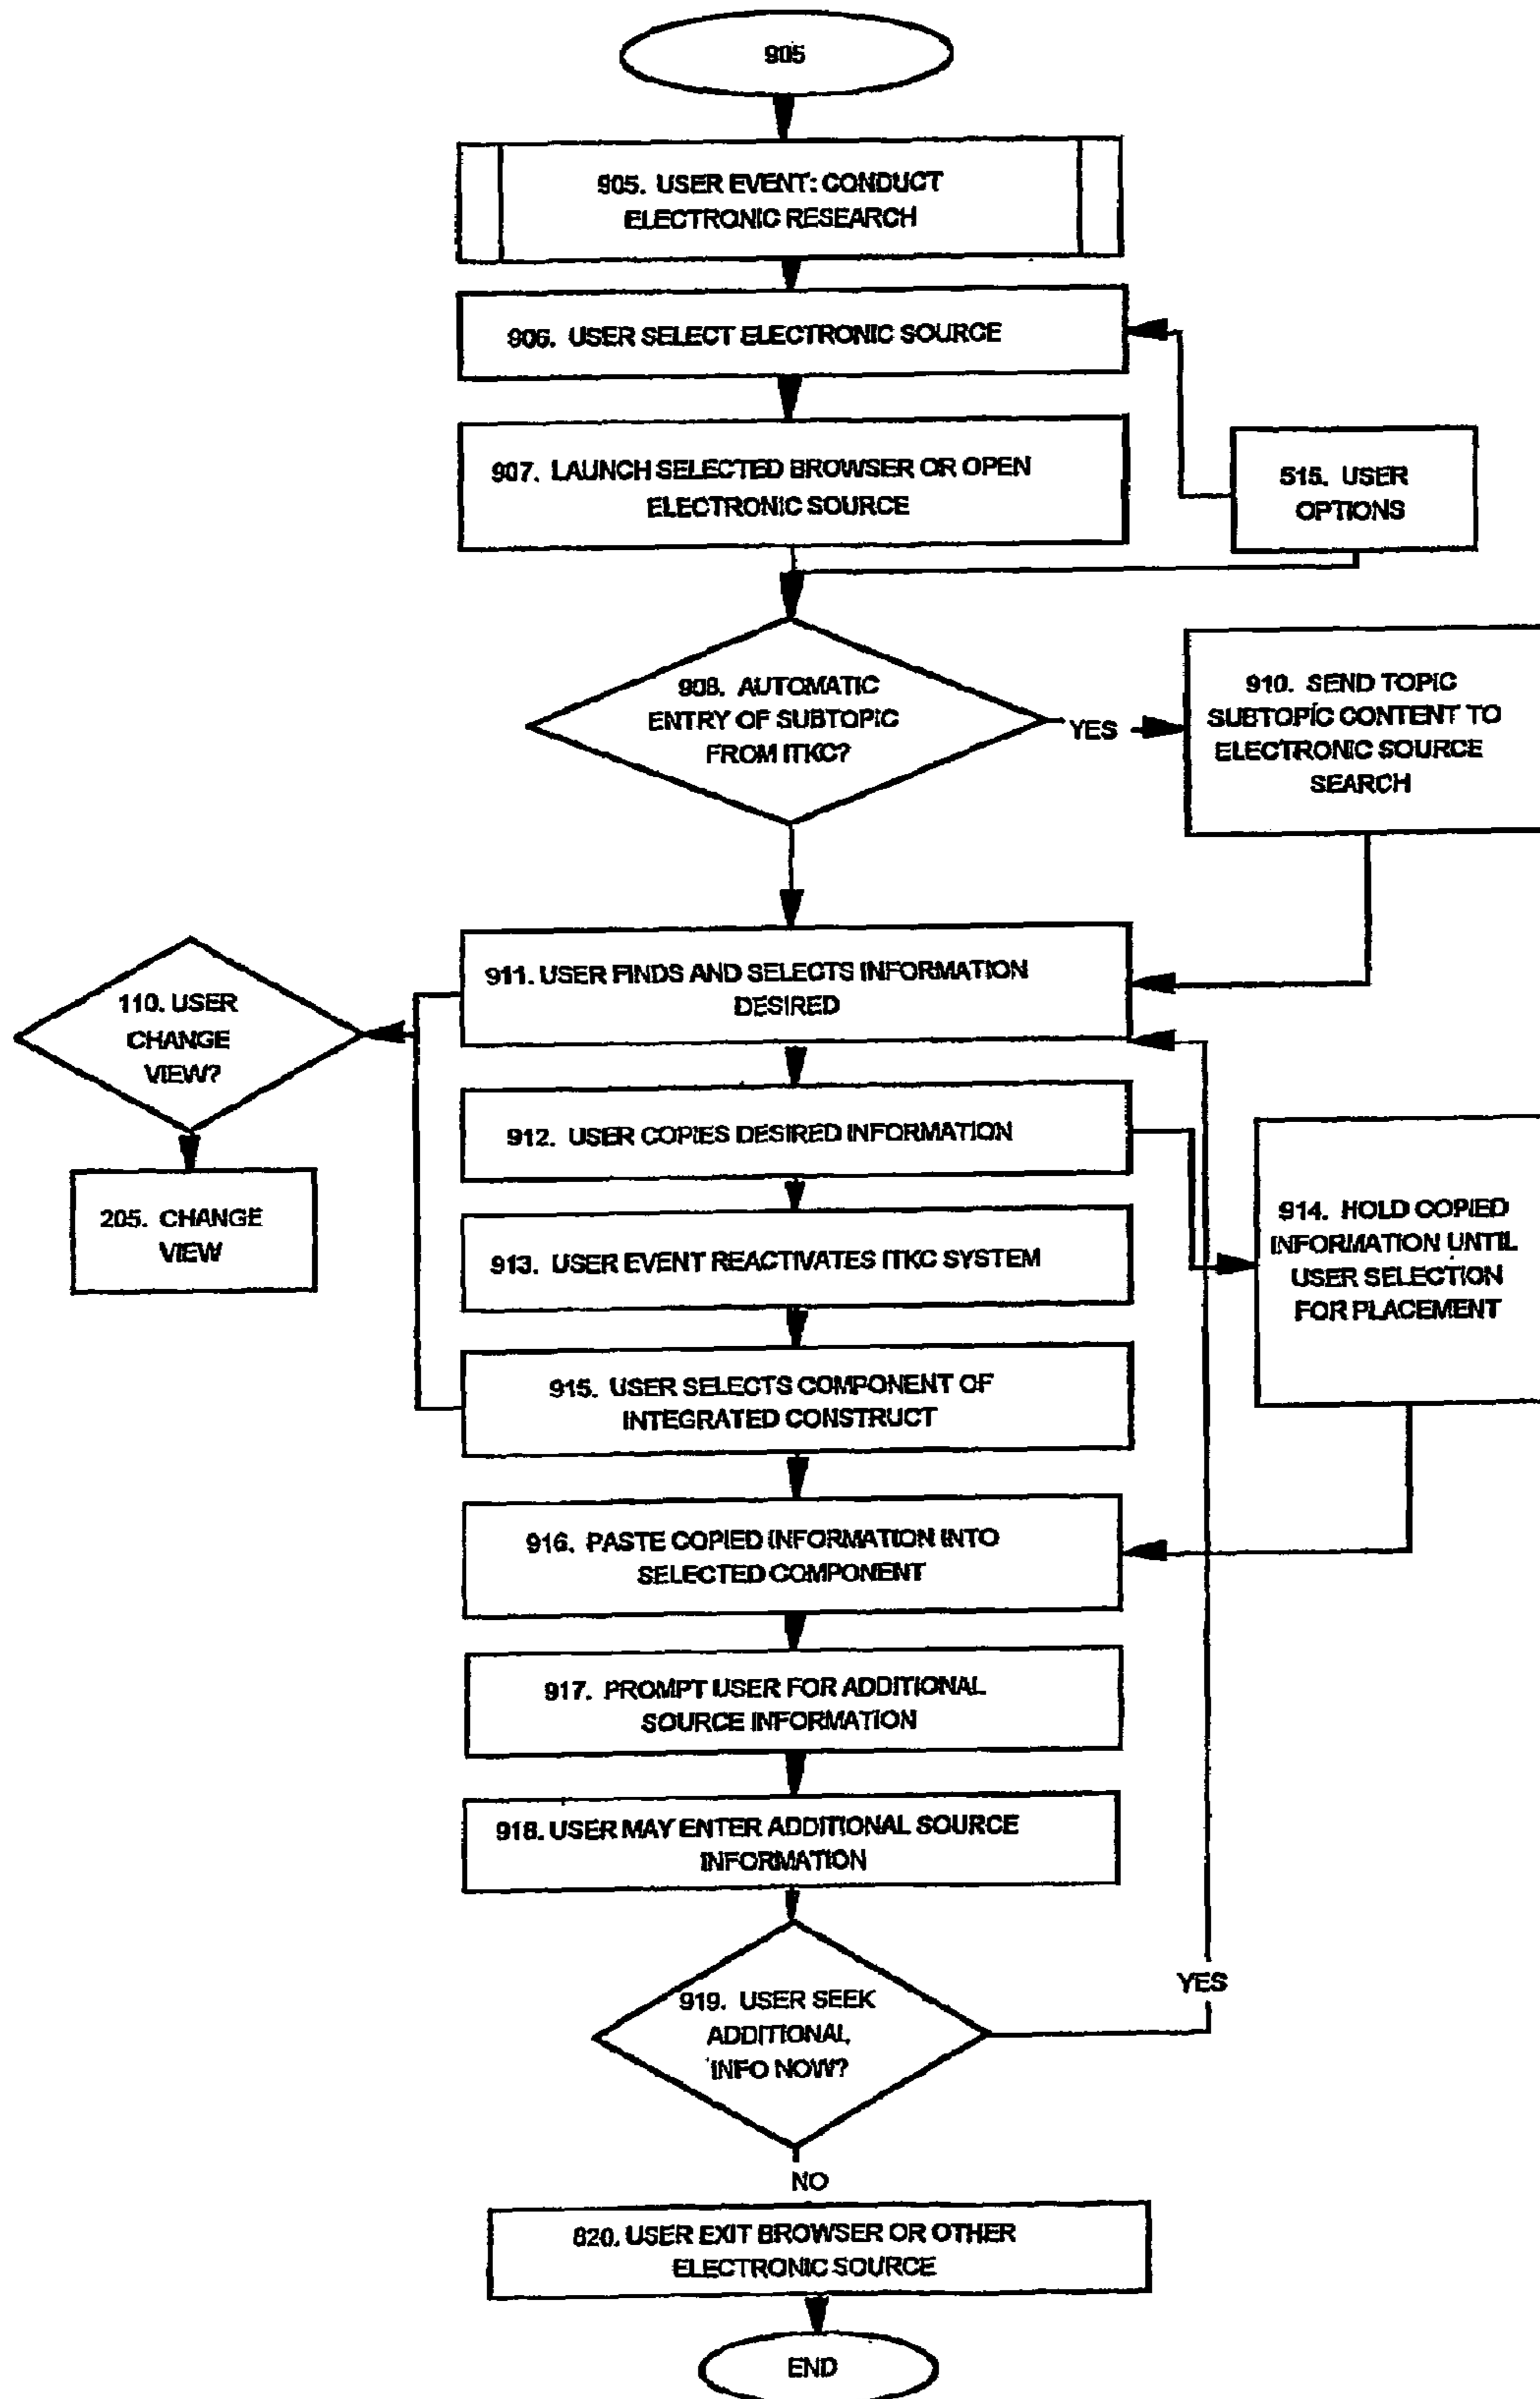 905
905. USER EVENT: CONDUCT
ELECTRONIC RESEARCH
906. USER SELECT ELECTRONIC SOURCE
907. LAUNCH SELECTED BROWSER OR OPEN
ELECTRONIC SOURCE
515. USER
OPTIONS
908. AUTOMATIC
ENTRY OF SUBTOPIC
FROM ITKC?
YES
910. SEND TOPIC
SUBTOPIC CONTENT TO
ELECTRONIC SOURCE
SEARCH
911. USER FINDS AND SELECTS INFORMATION
DESIRED
110. USER
CHANGE
VIEW?
205. CHANGE
VIEW
912. USER COPIES DESIRED INFORMATION
913. USER EVENT REACTIVATES ITKC SYSTEM
914. HOLD COPIED
INFORMATION UNTIL
USER SELECTION
FOR PLACEMENT
915. USER SELECTS COMPONENT OF
INTEGRATED CONSTRUCT
916. PASTE COPIED INFORMATION INTO
SELECTED COMPONENT
917. PROMPT USER FOR ADDITIONAL
SOURCE INFORMATION
918. USER MAY ENTER ADDITIONAL SOURCE
INFORMATION
919. USER SEEK
ADDITIONAL
INFO NOW?
YES
NO
820. USER EXIT BROWSER OR OTHER
ELECTRONIC SOURCE
END